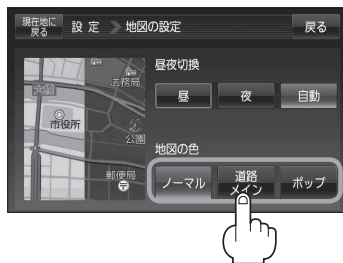 現在地に
戻る
設 定
地図の設定
戻る
昼夜切換
昼
夜
自動
地図の色
ノーマル
道路
メイン
ポップ
大橋
法務局
市役所
公園
郵便局